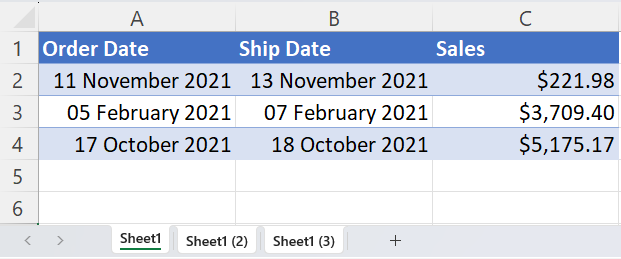 A B C
1 Order Date Ship Date Sales
2 11 November 2021 13 November 2021 $221.98
3 05 February 2021 07 February 2021 $3,709.40
4 17 October 2021 18 October 2021 $5,175.17
5
6
Sheet1 Sheet1 (2) Sheet1 (3) +